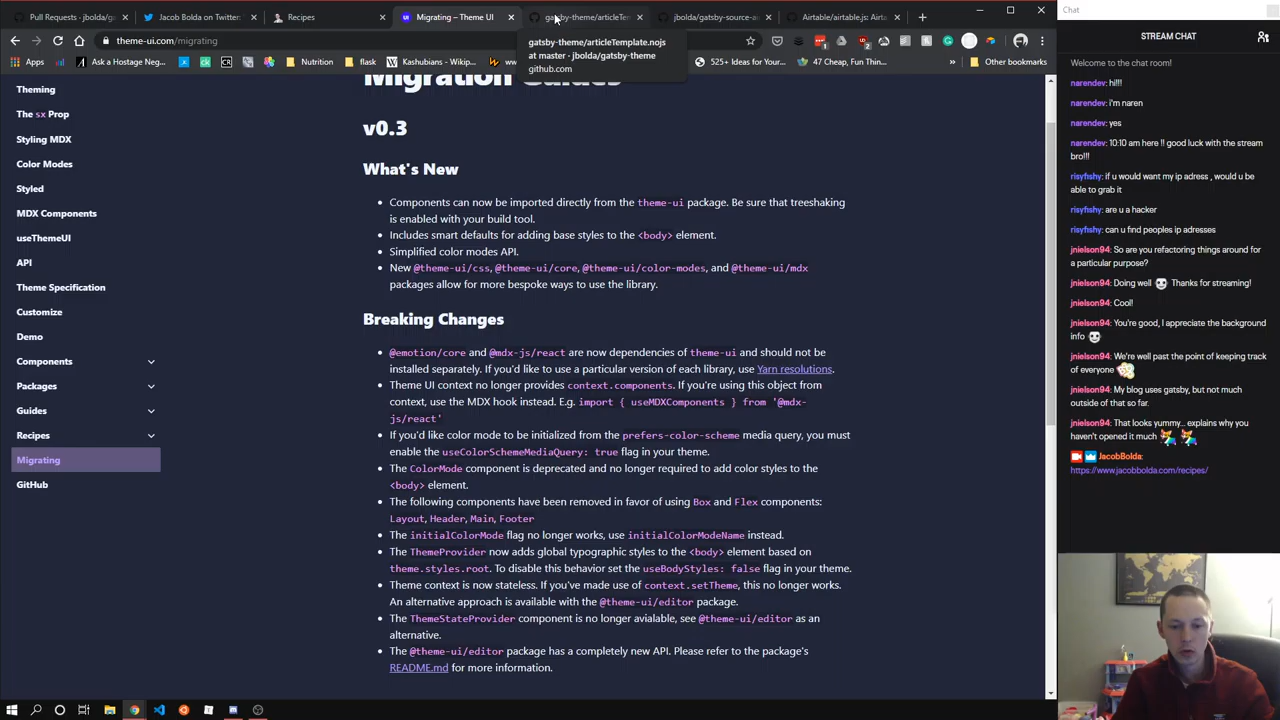 Pull Requests · jbolda/ga
Jacob Bolda on Twitter:
Recipes
Migrating – Theme UI
gatsby-theme/articleTem
jbolda/gatsby-source-a
Airtable/airtable.js: Airta
theme-ui.com/migrating
Apps
Ask a Hostage Neg...
Nutrition
flask
Kashubians - Wikip...
525+ Ideas for Your...
47 Cheap, Fun Thin...
Other bookmarks
gatsby-theme/articleTemplate.nojs
at master · jbolda/gatsby-theme
github.com
Theming
The sx Prop
Styling MDX
Color Modes
Styled
MDX Components
useThemeUI
API
Theme Specification
Customize
Demo
Components
Packages
Guides
Recipes
Migrating
GitHub
Migration Guides
v0.3
What's New
Components can now be imported directly from the theme-ui package. Be sure that treeshaking
is enabled with your build tool.
Includes smart defaults for adding base styles to the <body> element.
Simplified color modes API.
New @theme-ui/css, @theme-ui/core, @theme-ui/color-modes, and @theme-ui/mdx
packages allow for more bespoke ways to use the library.
Breaking Changes
@emotion/core and @mdx-js/react are now dependencies of theme-ui and should not be
installed separately. If you'd like to use a particular version of each library, use Yarn resolutions.
Theme UI context no longer provides context.components. If you're using this object from
context, use the MDX hook instead. E.g. import { useMDXComponents } from '@mdx-
js/react'
If you'd like color mode to be initialized from the prefers-color-scheme media query, you must
enable the useColorSchemeMediaQuery: true flag in your theme.
The ColorMode component is deprecated and no longer required to add color styles to the
<body> element.
The following components have been removed in favor of using Box and Flex components:
Layout, Header, Main, Footer
The initialColorMode flag no longer works, use initialColorModeName instead.
The ThemeProvider now adds global typographic styles to the <body> element based on
theme.styles.root. To disable this behavior set the useBodyStyles: false flag in your theme.
Theme context is now stateless. If you've made use of context.setTheme, this no longer works.
An alternative approach is available with the @theme-ui/editor package.
The ThemeStateProvider component is no longer avialable, see @theme-ui/editor as an
alternative.
The @theme-ui/editor package has a completely new API. Please refer to the package's
README.md for more information.
Chat
STREAM CHAT
Welcome to the chat room!
narendev: hi!!!
narendev: i'm naren
narendev: yes
narendev: 10:10 am here !! good luck with the stream
bro!!!
risyfishy: if u would want my ip adress , would u be
able to grab it
risyfishy: are u a hacker
risyfishy: can u find peoples ip adresses
jnielson94: So are you refactoring things around for
a particular purpose?
jnielson94: Doing well Thanks for streaming!
jnielson94: Cool!
jnielson94: You're good, I appreciate the background
info
jnielson94: We're well past the point of keeping track
of everyone
jnielson94: My blog uses gatsby, but not much
outside of that so far.
jnielson94: That looks yummy... explains why you
haven't opened it much
JacobBolda:
https://www.jacobbolda.com/recipes/